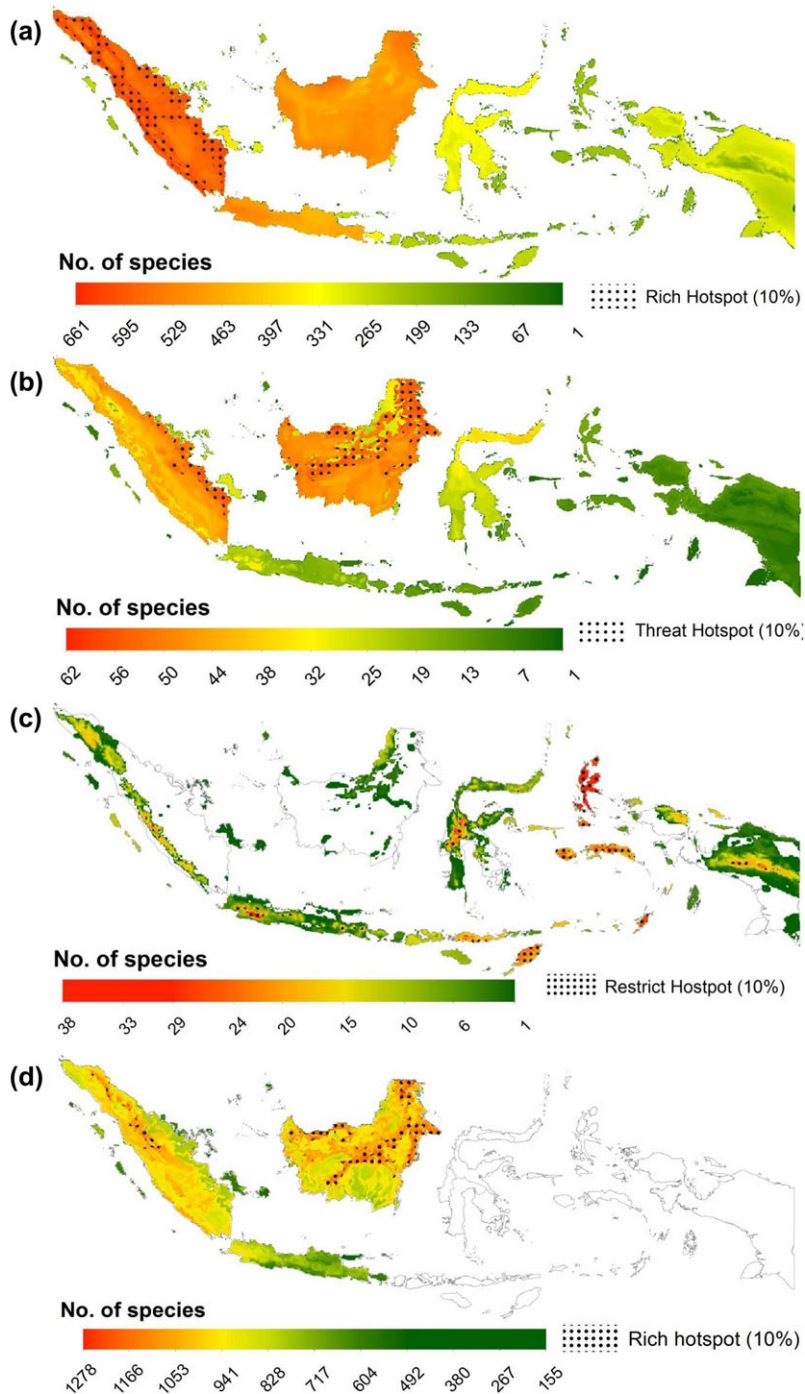 (a)
No. of species
661 595 529 463 397 331 265 199 133 67 1
Rich Hotspot (10%)
(b)
No. of species
62 56 50 44 38 32 25 19 13 7 1
Threat Hotspot (10%)
(c)
No. of species
38 33 29 24 20 15 10 6 1
Restrict Hostpot (10%)
(d)
No. of species
1278 1166 1053 941 828 717 604 492 380 267 155
Rich hotspot (10%)